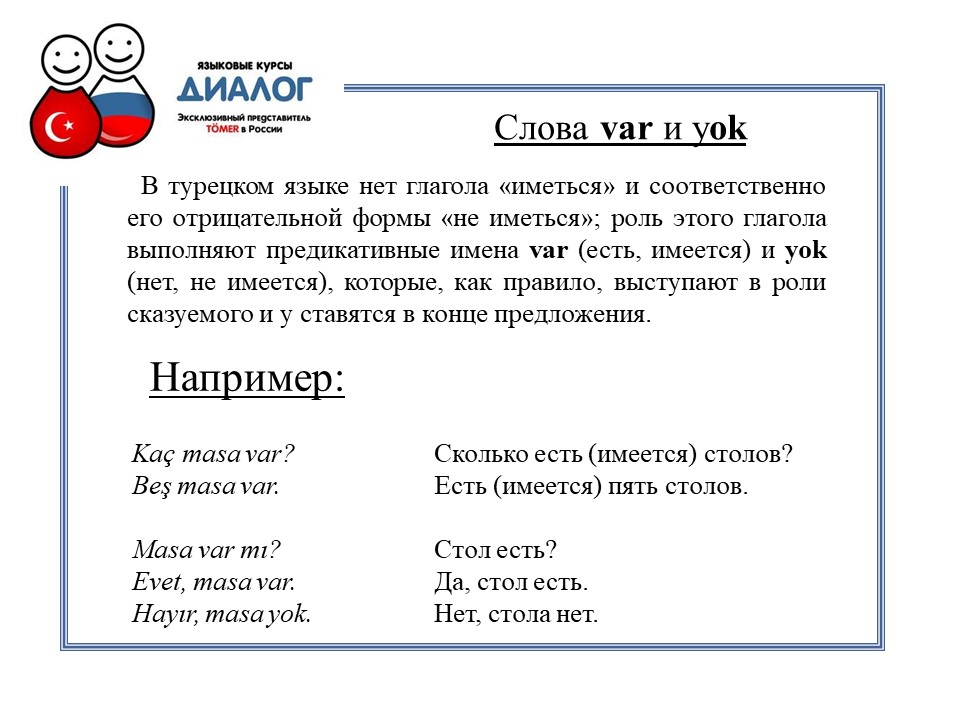 ЯЗЫКОВЫЕ КУРСЫ
ДИАЛОГ
Эксклюзивный представитель
TÖMER в России
Слова var и yok
В турецком языке нет глагола «иметься» и соответственно
его отрицательной формы «не иметься»; роль этого глагола
выполняют предикативные имена var (есть, имеется) и yok
(нет, не имеется), которые, как правило, выступают в роли
сказуемого и у ставятся в конце предложения.
Например:
Kaç masa var? Сколько есть (имеется) столов?
Beş masa var. Есть (имеется) пять столов.
Masa var mı? Стол есть?
Evet, masa var. Да, стол есть.
Hayır, masa yok. Нет, стола нет.